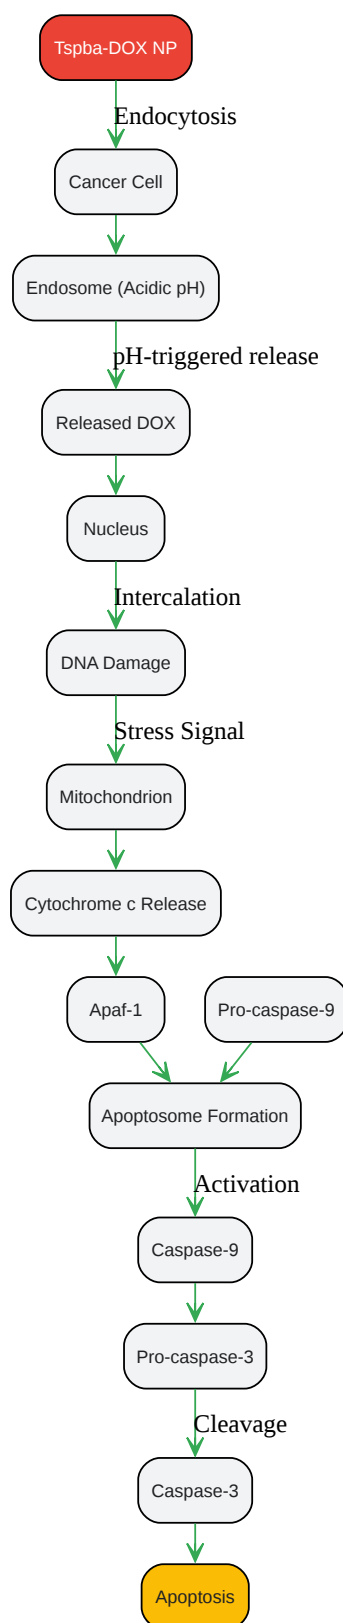 Tspba-DOX NP
Endocytosis
Cancer Cell
Endosome (Acidic pH)
pH-triggered release
Released DOX
Nucleus
Intercalation
DNA Damage
Stress Signal
Mitochondrion
Cytochrome c Release
Apaf-1
Pro-caspase-9
Apoptosome Formation
Activation
Caspase-9
Pro-caspase-3
Cleavage
Caspase-3
Apoptosis